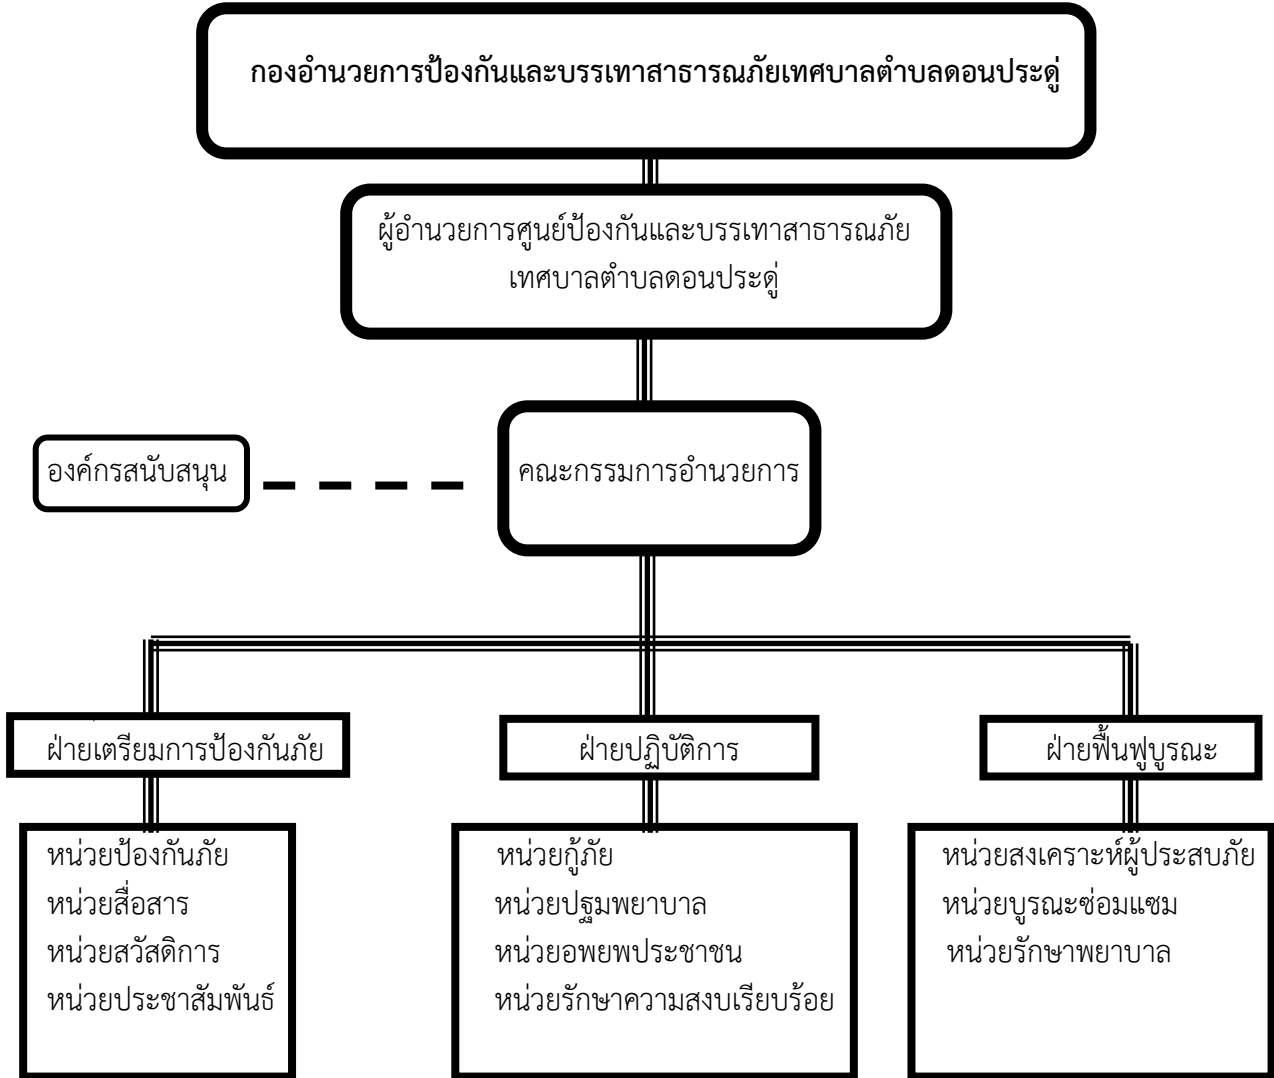 กองอำนวยการป้องกันและบรรเทาสาธารณภัยเทศบาลตำบลดอนประดู่
ผู้อำนวยการศูนย์ป้องกันและบรรเทาสาธารณภัย
เทศบาลตำบลดอนประดู่
องค์กรสนับสนุน
คณะกรรมการอำนวยการ
ฝ่ายเตรียมการป้องกันภัย
หน่วยป้องกันภัย
หน่วยสื่อสาร
หน่วยสวัสดิการ
หน่วยประชาสัมพันธ์
ฝ่ายปฏิบัติการ
หน่วยกู้ภัย
หน่วยปฐมพยาบาล
หน่วยอพยพประชาชน
หน่วยรักษาความสงบเรียบร้อย
ฝ่ายฟื้นฟูบูรณะ
หน่วยสงเคราะห์ผู้ประสบภัย
หน่วยบูรณะซ่อมแซม
หน่วยรักษาพยาบาล